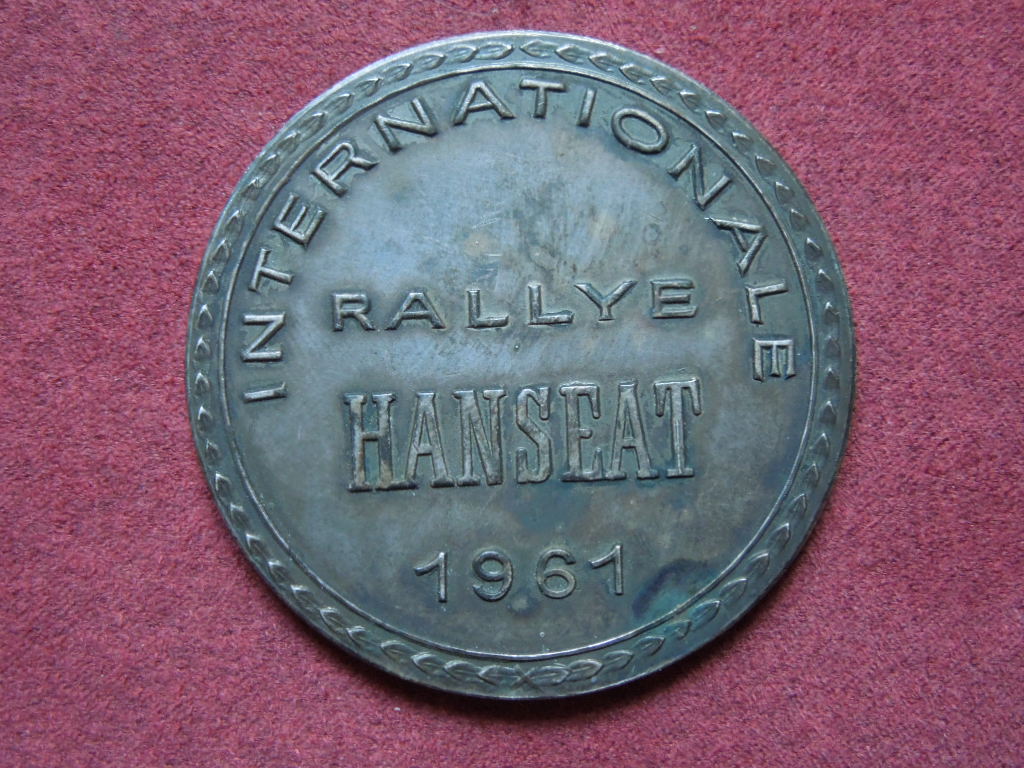 INTERNATIONALE
RALLYE
HANSEAT
1961